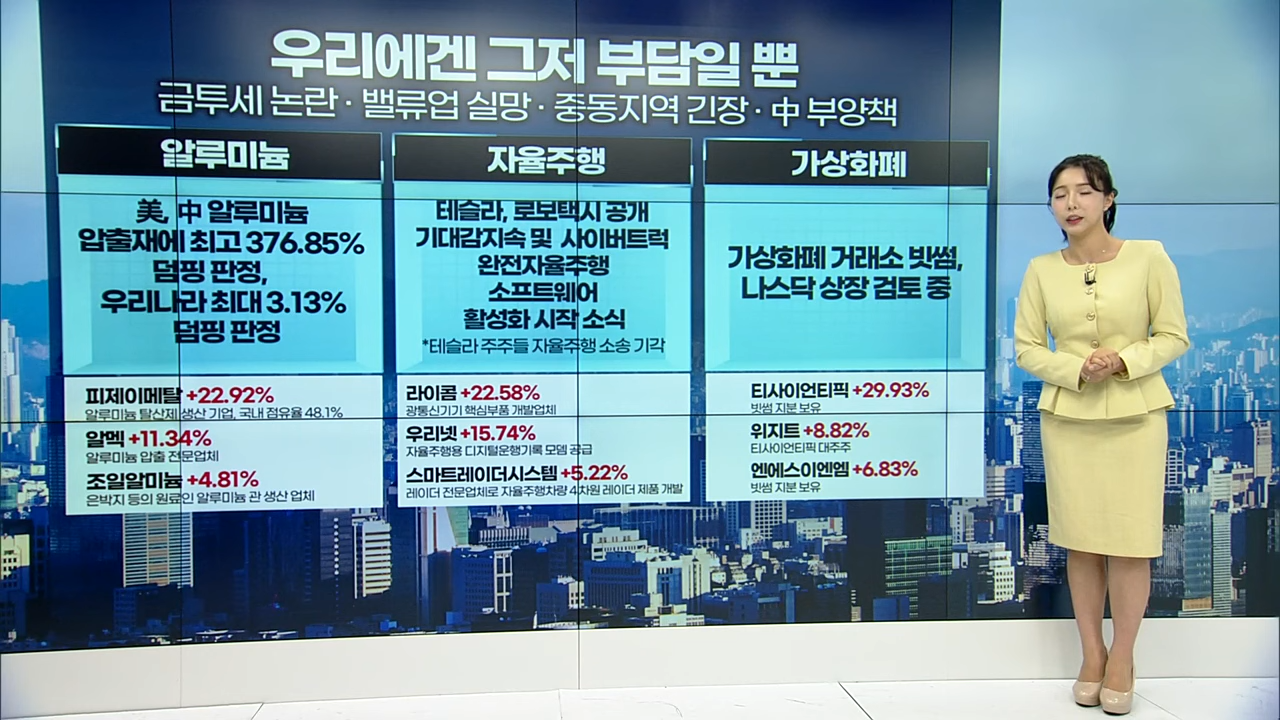 우리에겐 그저 부담일 뿐
금투세 논란 · 밸류업 실망 · 중동지역 긴장 · 中 부양책
알루미늄
美, 中 알루미늄
압출재에 최고 376.85%
덤핑 판정,
우리나라 최대 3.13%
덤핑 판정
피제이메탈 +22.92%
알루미늄 탈산제 생산 기업, 국내 점유율 48.1%
알멕 +11.34%
알루미늄 압출 전문업체
조일알미늄 +4.81%
은박지 등의 원료인 알루미늄 관 생산 업체
자율주행
테슬라, 로보택시 공개
기대감지속 및 사이버트럭
완전자율주행
소프트웨어
활성화 시작 소식
*테슬라 주주들 자율주행 소송 기각
라이콤 +22.58%
광통신기기 핵심부품 개발업체
우리넷 +15.74%
자율주행용 디지털운행기록 모뎀 공급
스마트레이더시스템 +5.22%
레이더 전문업체로 자율주행차량 4차원 레이더 제품 개발
가상화폐
가상화폐 거래소 빗썸,
나스닥 상장 검토 중
티사이언티픽 +29.93%
빗썸 지분 보유
위지트 +8.82%
티사이언티픽 대주주
엔에스이엔엠 +6.83%
빗썸 지분 보유